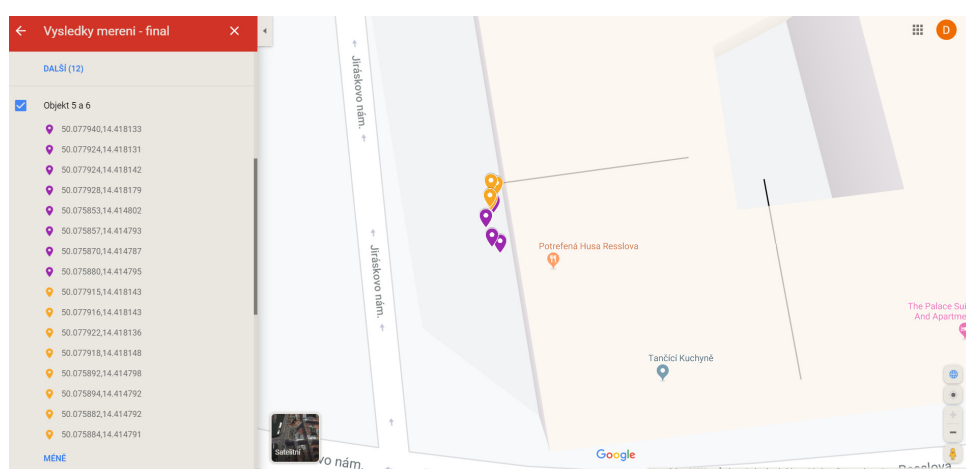 Vysledky mereni - final
DALŠÍ (12)
Objekt 5 a 6
50.077940,14.418133
50.077924,14.418131
50.077924,14.418142
50.077928,14.418179
50.075853,14.414802
50.075857,14.414793
50.075870,14.414787
50.075880,14.414795
50.077915,14.418143
50.077916,14.418143
50.077922,14.418136
50.077918,14.418148
50.075892,14.414798
50.075894,14.414792
50.075882,14.414792
50.075884,14.414791
MÉNĚ
D
Jiráskovo nám.
Jiráskovo nám.
Potrefená Husa Resslova
The Palace Sui
And Apartme
Tančící Kuchyně
Satelitní
Google
vo nám.
Resslova